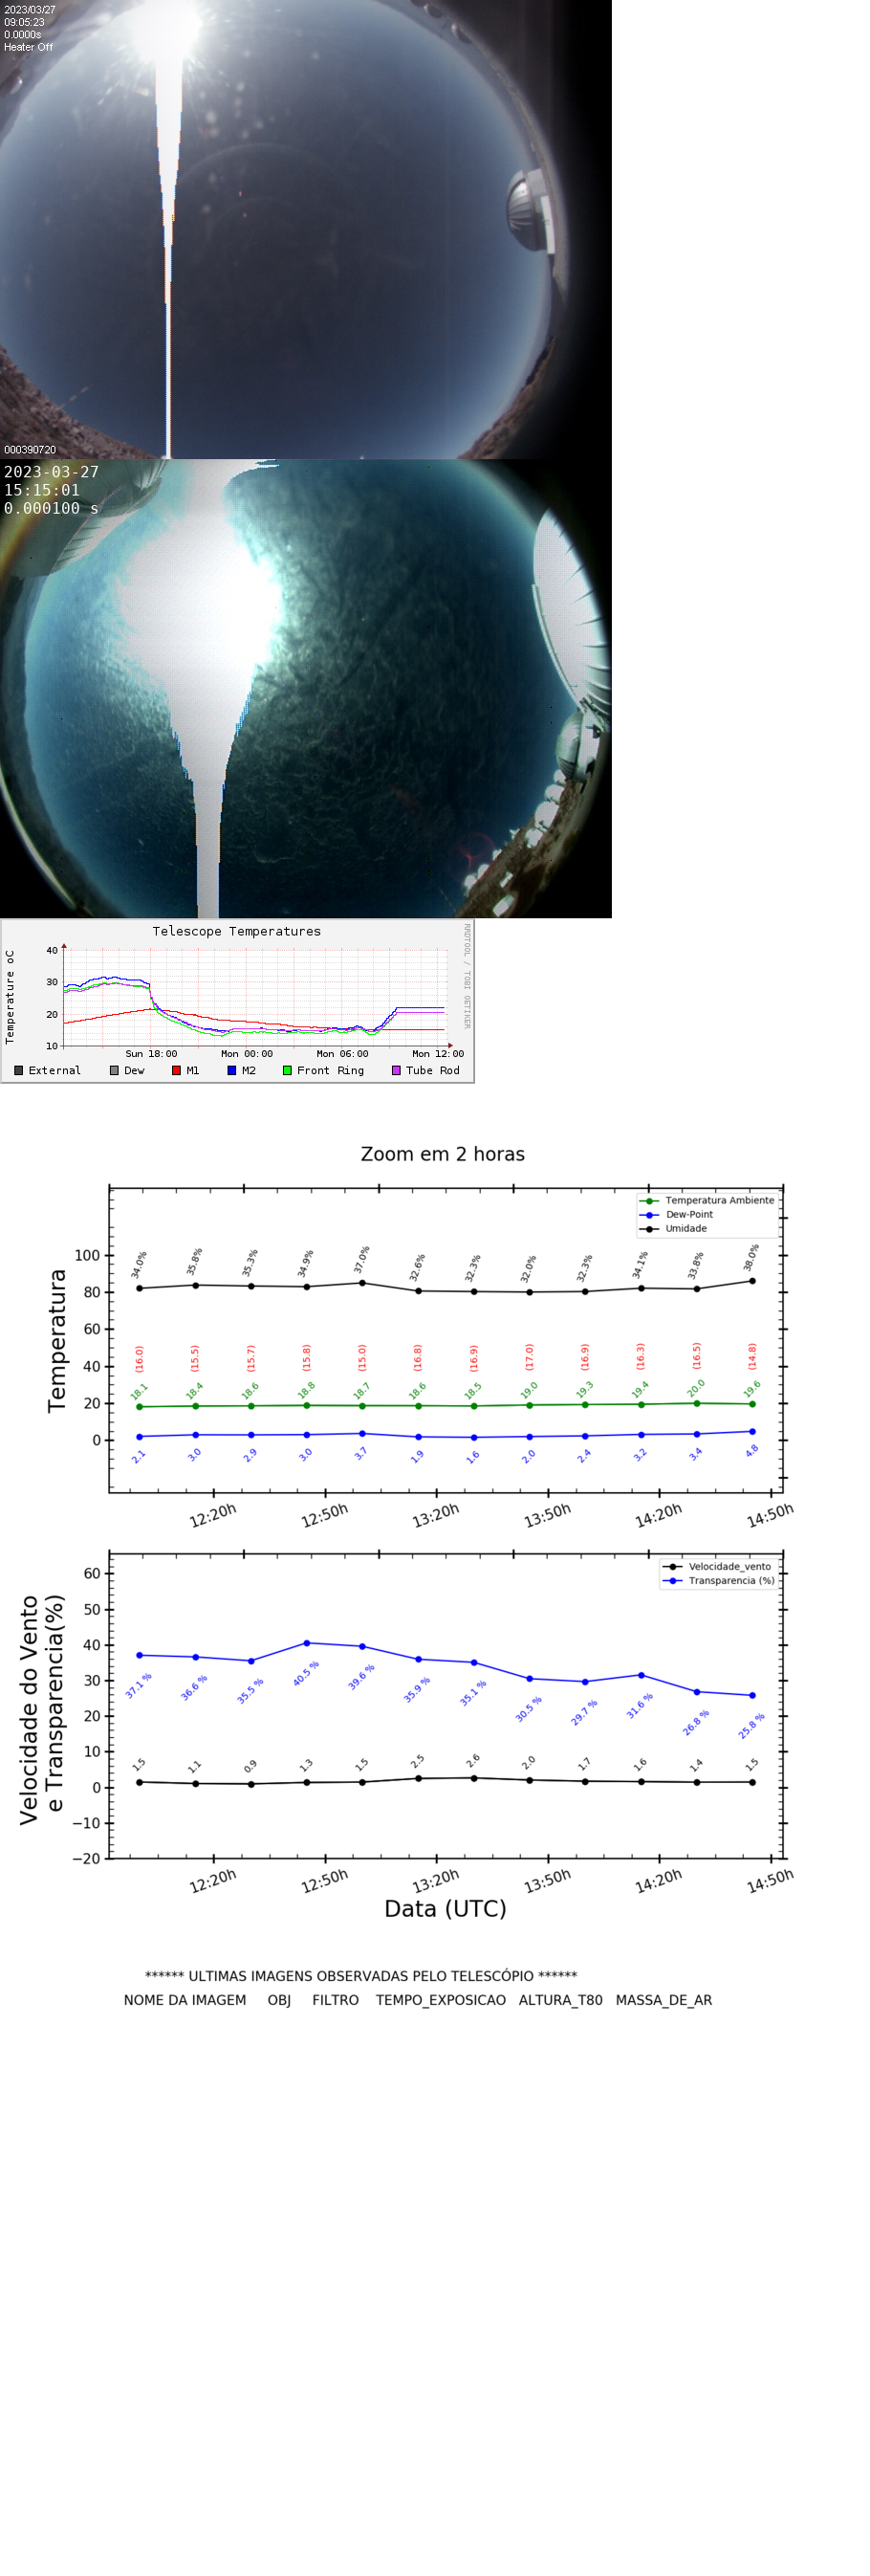 2023/03/27
09:05:23
0.0000s
Heater Off
000390720
2023-03-27
15:15:01
0.000100 s
Telescope Temperatures
RRDTOOL / TOBI OETIKER
Temperature oC
40
30
20
10
Sun 18:00 Mon 00:00 Mon 06:00 Mon 12:00
External Dew M1 M2 Front Ring Tube Rod
Zoom em 2 horas
Temperatura Ambiente
Dew-Point
Umidade
Temperatura
100
80
60
40
20
0
34.0% 35.8% 35.3% 34.9% 37.0% 32.6% 32.3% 32.0% 32.3% 34.1% 33.8% 38.0%
(16.0) (15.5) (15.7) (15.8) (15.0) (16.8) (16.9) (17.0) (16.9) (16.3) (16.5) (14.8)
18.1 18.4 18.6 18.8 18.7 18.6 18.5 19.0 19.3 19.4 20.0 19.6
2.1 3.0 2.9 3.0 3.7 1.9 1.6 2.0 2.4 3.2 3.4 4.8
12:20h 12:50h 13:20h 13:50h 14:20h 14:50h
Velocidade_vento
Transparencia (%)
Velocidade do Vento
e Transparencia(%)
60
50
40
30
20
10
0
−10
−20
37.1 % 36.6 % 35.5 % 40.5 % 39.6 % 35.9 % 35.1 % 30.5 % 29.7 % 31.6 % 26.8 % 25.8 %
1.5 1.1 0.9 1.3 1.5 2.5 2.6 2.0 1.7 1.6 1.4 1.5
12:20h 12:50h 13:20h 13:50h 14:20h 14:50h
Data (UTC)
****** ULTIMAS IMAGENS OBSERVADAS PELO TELESCÓPIO ******
NOME DA IMAGEM OBJ FILTRO TEMPO_EXPOSICAO ALTURA_T80 MASSA_DE_AR